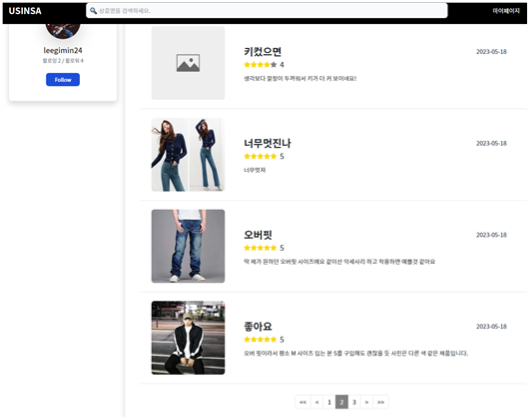 USINSA
상품명을 검색하세요.
마이페이지
leegimin24
팔로잉 2 / 팔로워 4
Follow
키컸으면
2023-05-18
4
생각보다 깔창이 두꺼워서 키가 더 커 보이네요!
너무멋진나
2023-05-18
5
너무멋져
오버핏
2023-05-18
5
딱 제가 원하던 오버핏 사이즈예요 같이산 악세사리 하고 착용하면 예쁠것 같아요
좋아요
2023-05-18
5
오버 핏이라서 평소 M 사이즈 입는 분 S를 구입해도 괜찮을 듯 사진은 다른 색 같은 제품입니다.
<< < 1 2 3 > >>